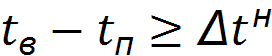 tв − tп ≥ Δtн